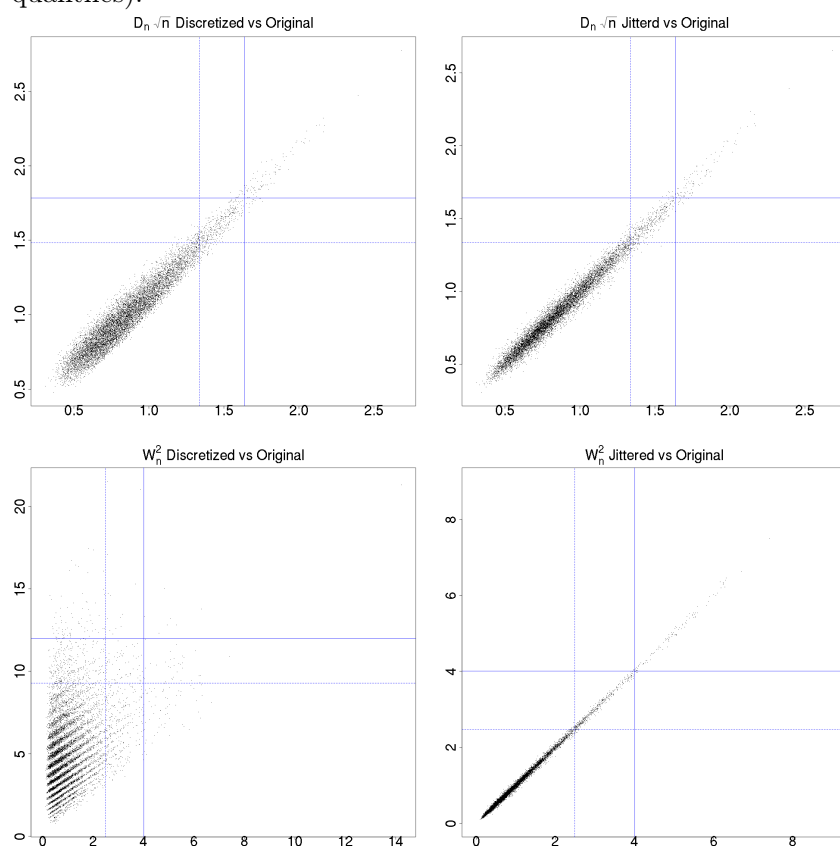 quantiles).
D_n √n Discretized vs Original
D_n √n Jitterd vs Original
2.5
2.0
1.5
1.0
0.5
0.5 1.0 1.5 2.0 2.5
2.5
2.0
1.5
1.0
0.5
0.5 1.0 1.5 2.0 2.5
W_n^2 Discretized vs Original
W_n^2 Jittered vs Original
20
15
10
5
0
0 2 4 6 8 10 12 14
8
6
4
2
0
0 2 4 6 8